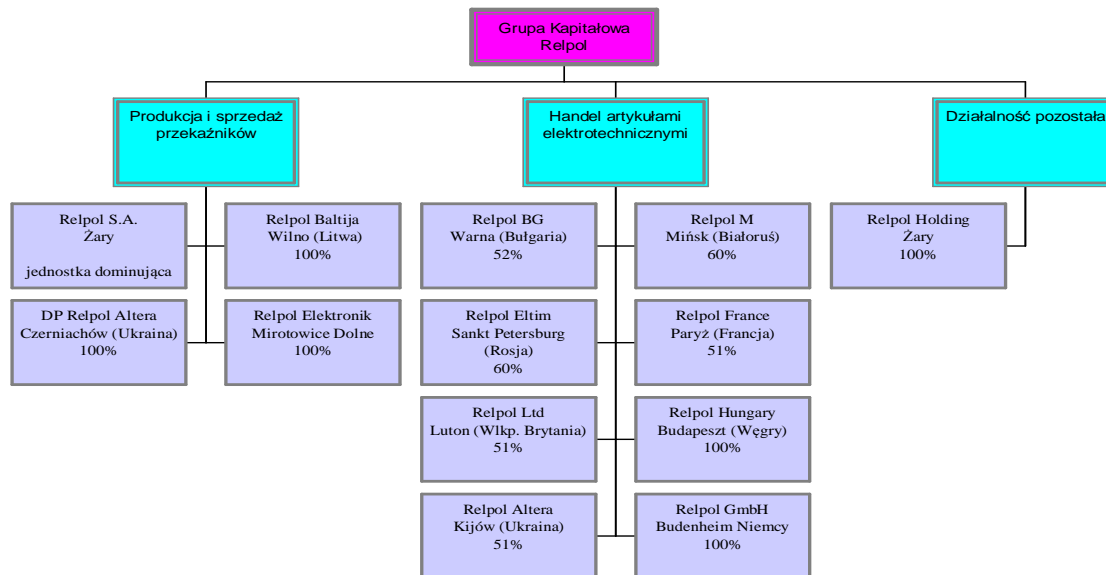 Grupa Kapitałowa
Relpol
Produkcja i sprzedaż
przekaźników
Handel artykułami
elektrotechnicznymi
Działalność pozostała
Relpol S.A.
Żary
jednostka dominująca
Relpol Baltija
Wilno (Litwa)
100%
DP Relpol Altera
Czerniachów (Ukraina)
100%
Relpol Elektronik
Mirotowice Dolne
100%
Relpol BG
Warna (Bułgaria)
52%
Relpol M
Mińsk (Białoruś)
60%
Relpol Eltim
Sankt Petersburg
(Rosja)
60%
Relpol France
Paryż (Francja)
51%
Relpol Ltd
Luton (Wlkp. Brytania)
51%
Relpol Hungary
Budapeszt (Węgry)
100%
Relpol Altera
Kijów (Ukraina)
51%
Relpol GmbH
Budenheim Niemcy
100%
Relpol Holding
Żary
100%